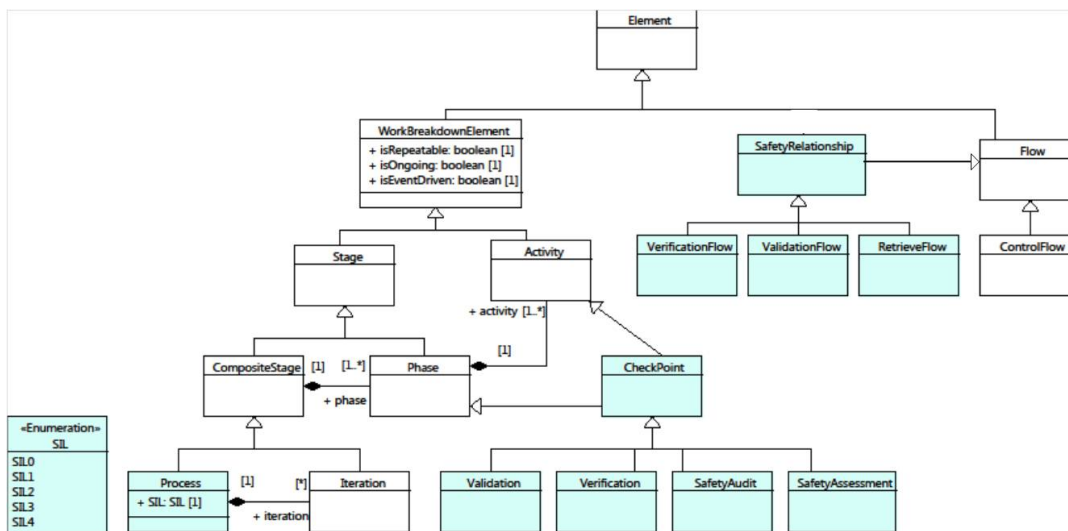 Element
WorkBreakdownElement
+ isRepeatable: boolean [1]
+ isOngoing: boolean [1]
+ isEventDriven: boolean [1]
SafetyRelationship
Flow
VerificationFlow
ValidationFlow
RetrieveFlow
ControlFlow
Stage
Activity
+ activity [1..*]
[1]
CompositeStage
[1]
[1..*]
+ phase
Phase
CheckPoint
«Enumeration»
SIL
SIL0
SIL1
SIL2
SIL3
SIL4
Process
+ SIL: SIL [1]
[1]
[*]
+ iteration
Iteration
Validation
Verification
SafetyAudit
SafetyAssessment